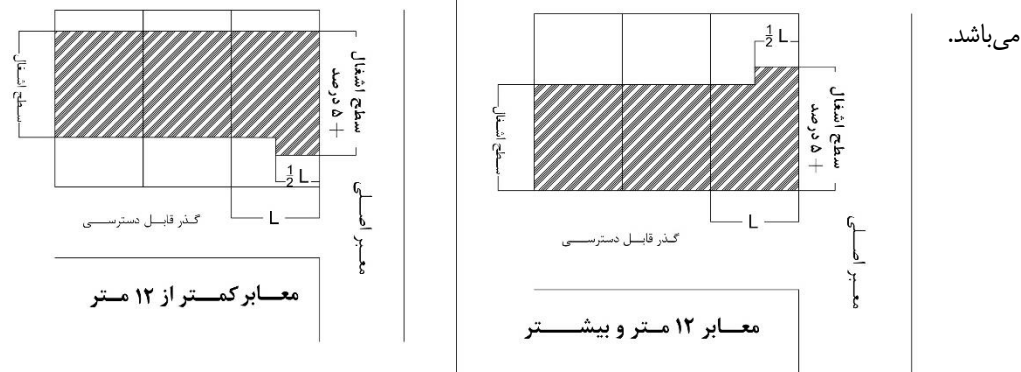 می‌باشد.
½ L
سطح اشغال
+ ۵ درصد
سطح اشغال
L
گذر قابل دسترسی
معبر اصلی
معابر ۱۲ متر و بیشتر
سطح اشغال
سطح اشغال
+ ۵ درصد
½ L
L
گذر قابل دسترسی
معبر اصلی
معابر کمتر از ۱۲ متر